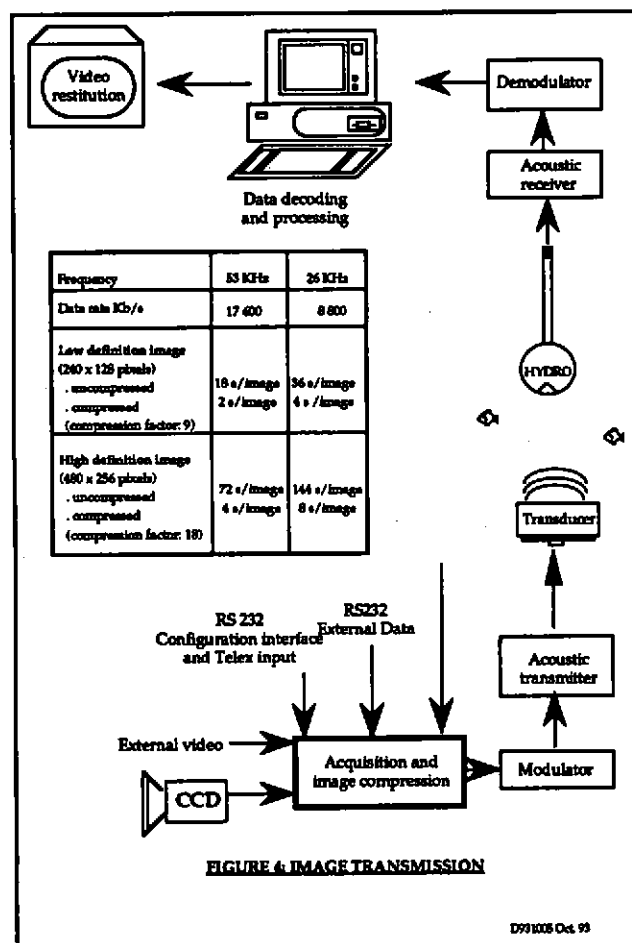 Video
restitution
Demodulator
Acoustic
receiver
Data decoding
and processing
Frequency 53 KHz 26 KHz
Data rate Kb/s 17 600 8 800
Low definition image
(240 x 128 pixels)
. uncompressed 18 s/image 36 s/image
. compressed 2 s/image 4 s/image
(compression factor: 9)
High definition image
(480 x 256 pixels)
. uncompressed 72 s/image 144 s/image
. compressed 4 s/image 8 s/image
(compression factor: 18)
HYDRO
Transducer
RS 232
Configuration interface
and Telex input
RS232
External Data
Acoustic
transmitter
External video
Acquisition and
image compression
Modulator
CCD
FIGURE 4: IMAGE TRANSMISSION
D931005 Oct. 93